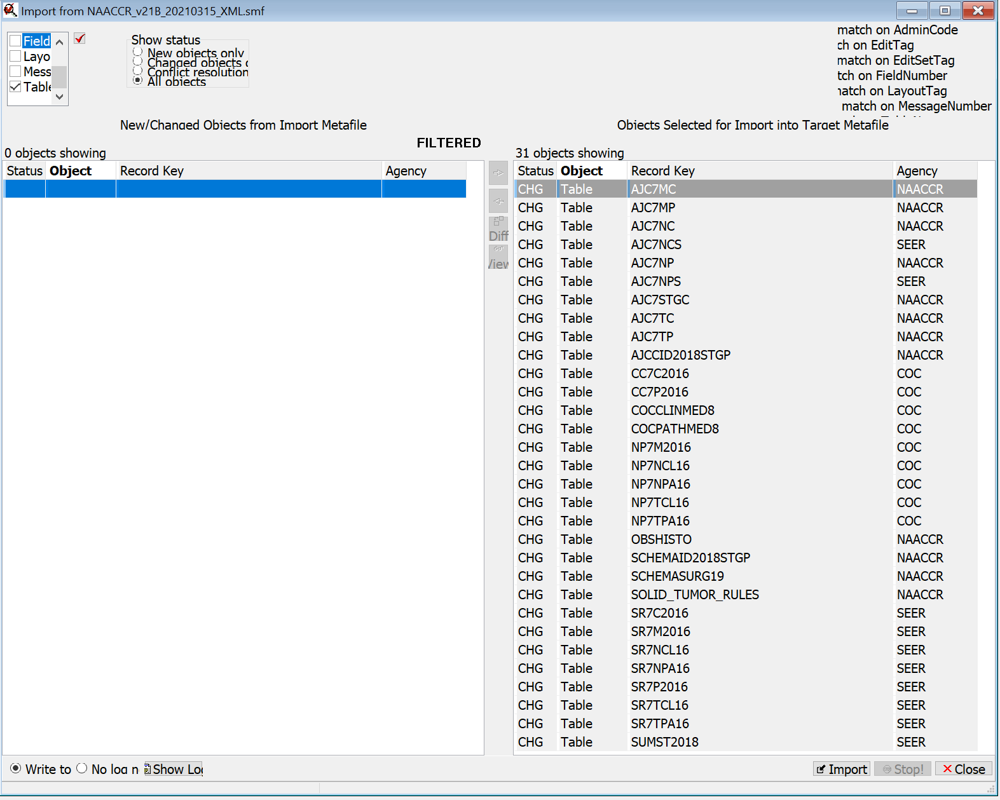 Import from NAACCR_v21B_20210315_XML.smf
Field
Layo
Mess
Table
Show status
New objects only
Changed objects
Conflict resolution
All objects
match on AdminCode
ch on EditTag
match on EditSetTag
tch on FieldNumber
natch on LayoutTag
match on MessageNumber
New/Changed Objects from Import Metafile
Objects Selected for Import into Target Metafile
FILTERED
0 objects showing
31 objects showing
Status Object Record Key Agency
Status Object Record Key Agency
Diff
View
CHG Table AJC7MC NAACCR
CHG Table AJC7MP NAACCR
CHG Table AJC7NC NAACCR
CHG Table AJC7NCS SEER
CHG Table AJC7NP NAACCR
CHG Table AJC7NPS SEER
CHG Table AJC7STGC NAACCR
CHG Table AJC7TC NAACCR
CHG Table AJC7TP NAACCR
CHG Table AJCCID2018STGP NAACCR
CHG Table CC7C2016 COC
CHG Table CC7P2016 COC
CHG Table COCCLINMED8 COC
CHG Table COCPATHMED8 COC
CHG Table NP7M2016 COC
CHG Table NP7NCL16 COC
CHG Table NP7NPA16 COC
CHG Table NP7TCL16 COC
CHG Table NP7TPA16 COC
CHG Table OBSHISTO NAACCR
CHG Table SCHEMAID2018STGP NAACCR
CHG Table SCHEMASURG19 NAACCR
CHG Table SOLID_TUMOR_RULES NAACCR
CHG Table SR7C2016 SEER
CHG Table SR7M2016 SEER
CHG Table SR7NCL16 SEER
CHG Table SR7NPA16 SEER
CHG Table SR7P2016 SEER
CHG Table SR7TCL16 SEER
CHG Table SR7TPA16 SEER
CHG Table SUMST2018 SEER
Write to No log Show Log
Import Stop! Close